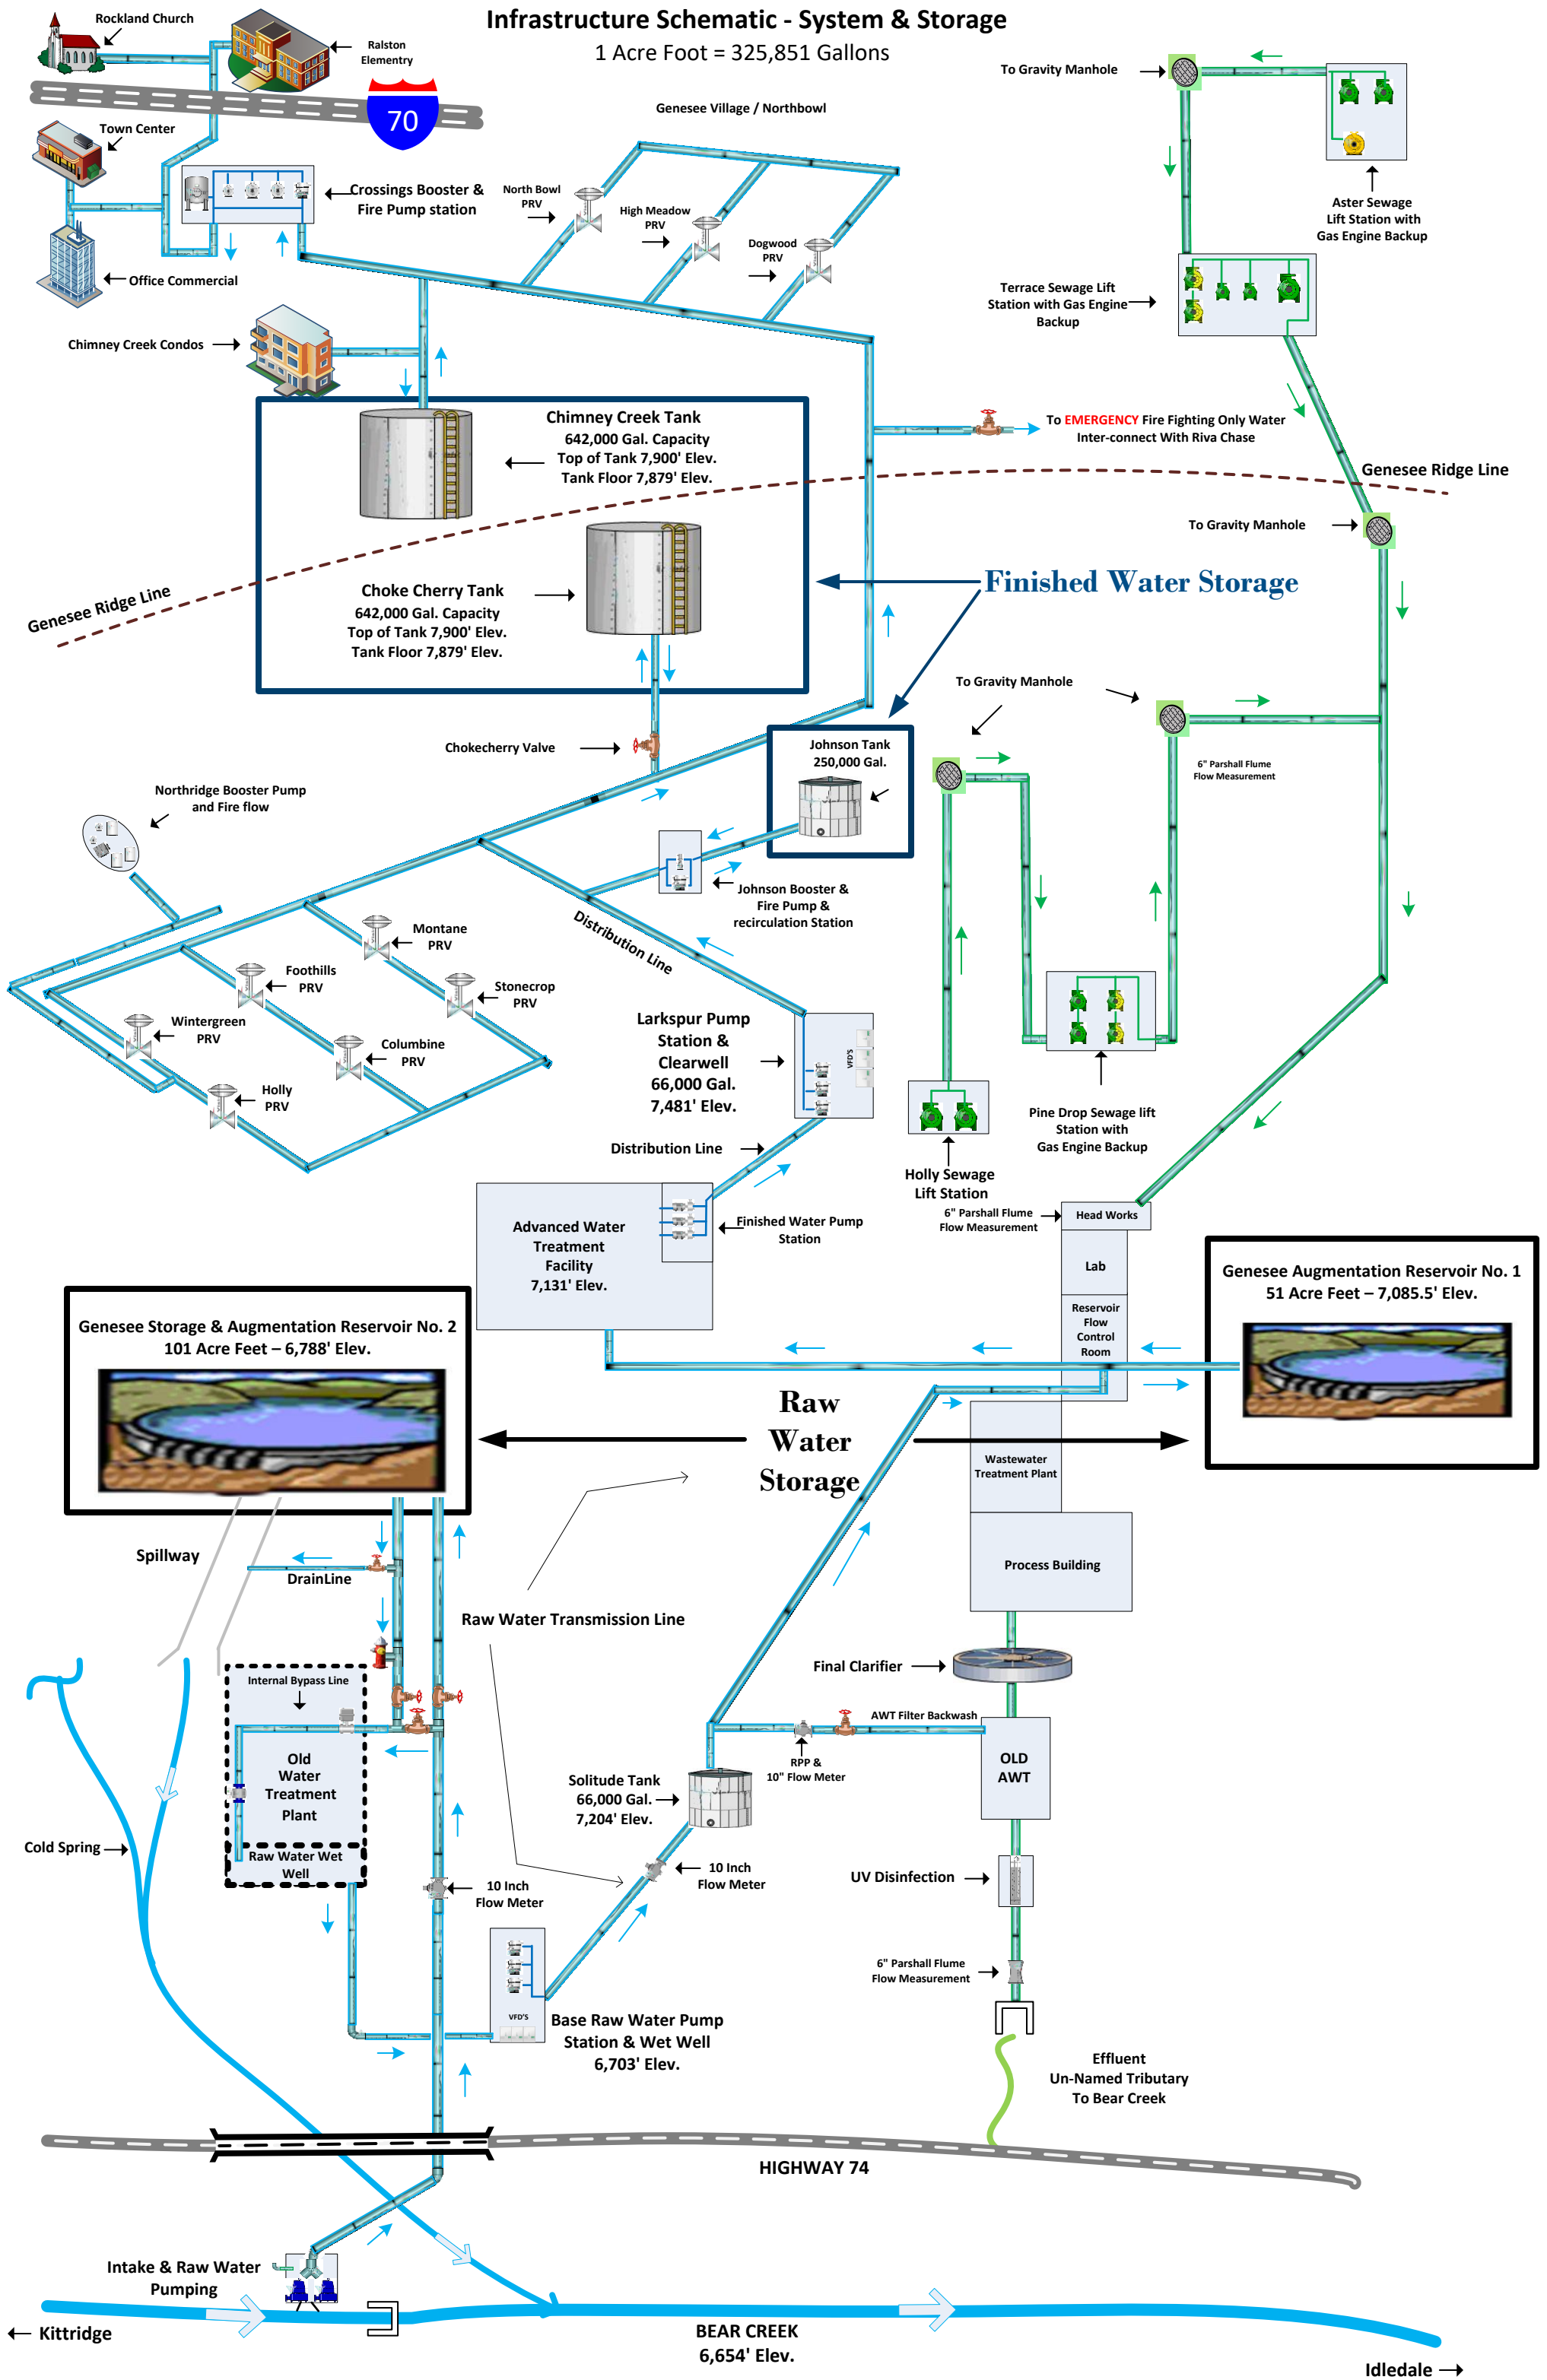 Infrastructure Schematic - System & Storage
1 Acre Foot = 325,851 Gallons
Rockland Church
Ralston
Elementry
70
Town Center
Office Commercial
Crossings Booster &
Fire Pump station
Genesee Village / Northbowl
North Bowl
PRV
High Meadow
PRV
Dogwood
PRV
To Gravity Manhole
Aster Sewage
Lift Station with
Gas Engine Backup
Terrace Sewage Lift
Station with Gas Engine
Backup
Chimney Creek Condos
Chimney Creek Tank
642,000 Gal. Capacity
Top of Tank 7,900' Elev.
Tank Floor 7,879' Elev.
To EMERGENCY Fire Fighting Only Water
Inter-connect With Riva Chase
Genesee Ridge Line
To Gravity Manhole
Genesee Ridge Line
Choke Cherry Tank
642,000 Gal. Capacity
Top of Tank 7,900' Elev.
Tank Floor 7,879' Elev.
Finished Water Storage
To Gravity Manhole
Chokecherry Valve
Johnson Tank
250,000 Gal.
6" Parshall Flume
Flow Measurement
Northridge Booster Pump
and Fire flow
Johnson Booster &
Fire Pump &
recirculation Station
Distribution Line
Montane
PRV
Foothills
PRV
Stonecrop
PRV
Wintergreen
PRV
Columbine
PRV
Holly
PRV
Larkspur Pump
Station &
Clearwell
66,000 Gal.
7,481' Elev.
VFD'S
Distribution Line
Pine Drop Sewage lift
Station with
Gas Engine Backup
Holly Sewage
Lift Station
6" Parshall Flume
Flow Measurement
Head Works
Advanced Water
Treatment
Facility
7,131' Elev.
Finished Water Pump
Station
Lab
Reservoir
Flow
Control
Room
Genesee Augmentation Reservoir No. 1
51 Acre Feet – 7,085.5' Elev.
Genesee Storage & Augmentation Reservoir No. 2
101 Acre Feet – 6,788' Elev.
Raw
Water
Storage
Wastewater
Treatment Plant
Process Building
Spillway
DrainLine
Raw Water Transmission Line
Final Clarifier
Internal Bypass Line
AWT Filter Backwash
RPP &
10" Flow Meter
OLD
AWT
Old
Water
Treatment
Plant
Solitude Tank
66,000 Gal.
7,204' Elev.
Cold Spring
Raw Water Wet
Well
10 Inch
Flow Meter
10 Inch
Flow Meter
UV Disinfection
6" Parshall Flume
Flow Measurement
VFD'S
Base Raw Water Pump
Station & Wet Well
6,703' Elev.
Effluent
Un-Named Tributary
To Bear Creek
HIGHWAY 74
Intake & Raw Water
Pumping
Kittridge
BEAR CREEK
6,654' Elev.
Idledale